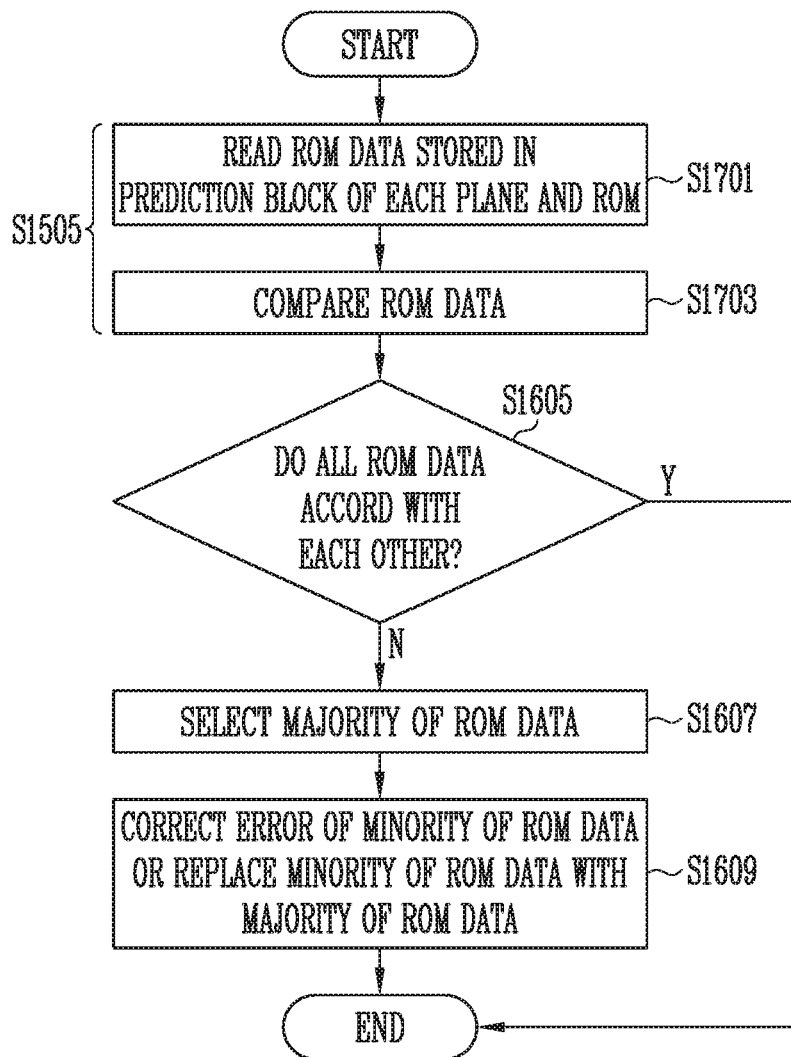 START
READ ROM DATA STORED IN
PREDICTION BLOCK OF EACH PLANE AND ROM
S1701
S1505
COMPARE ROM DATA
S1703
S1605
DO ALL ROM DATA
ACCORD WITH
EACH OTHER?
Y
N
SELECT MAJORITY OF ROM DATA
S1607
CORRECT ERROR OF MINORITY OF ROM DATA
OR REPLACE MINORITY OF ROM DATA WITH
MAJORITY OF ROM DATA
S1609
END